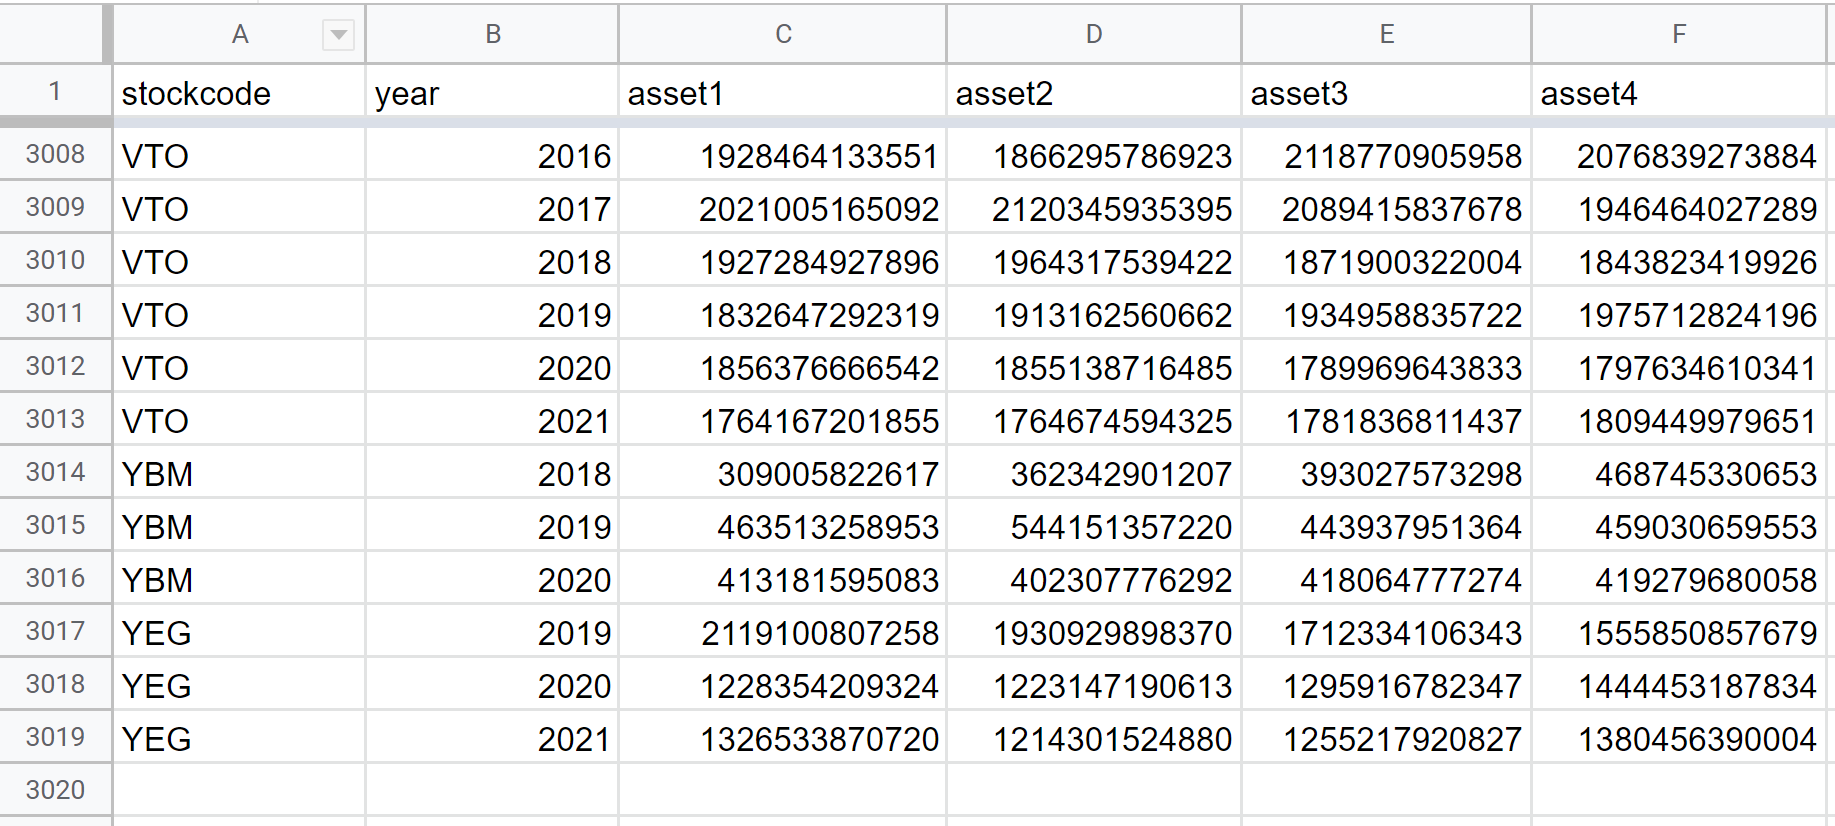 A B C D E F
1 stockcode year asset1 asset2 asset3 asset4
3008 VTO 2016 1928464133551 1866295786923 2118770905958 2076839273884
3009 VTO 2017 2021005165092 2120345935395 2089415837678 1946464027289
3010 VTO 2018 1927284927896 1964317539422 1871900322004 1843823419926
3011 VTO 2019 1832647292319 1913162560662 1934958835722 1975712824196
3012 VTO 2020 1856376666542 1855138716485 1789969643833 1797634610341
3013 VTO 2021 1764167201855 1764674594325 1781836811437 1809449979651
3014 YBM 2018 309005822617 362342901207 393027573298 468745330653
3015 YBM 2019 463513258953 544151357220 443937951364 459030659553
3016 YBM 2020 413181595083 402307776292 418064777274 419279680058
3017 YEG 2019 2119100807258 1930929898370 1712334106343 1555850857679
3018 YEG 2020 1228354209324 1223147190613 1295916782347 1444453187834
3019 YEG 2021 1326533870720 1214301524880 1255217920827 1380456390004
3020